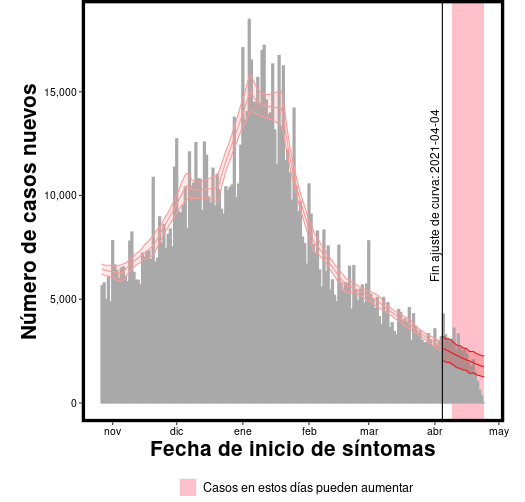 Número de casos nuevos
15,000
10,000
5,000
0
Fin ajuste de curva: 2021-04-04
nov dic ene feb mar abr may
Fecha de inicio de síntomas
Casos en estos días pueden aumentar